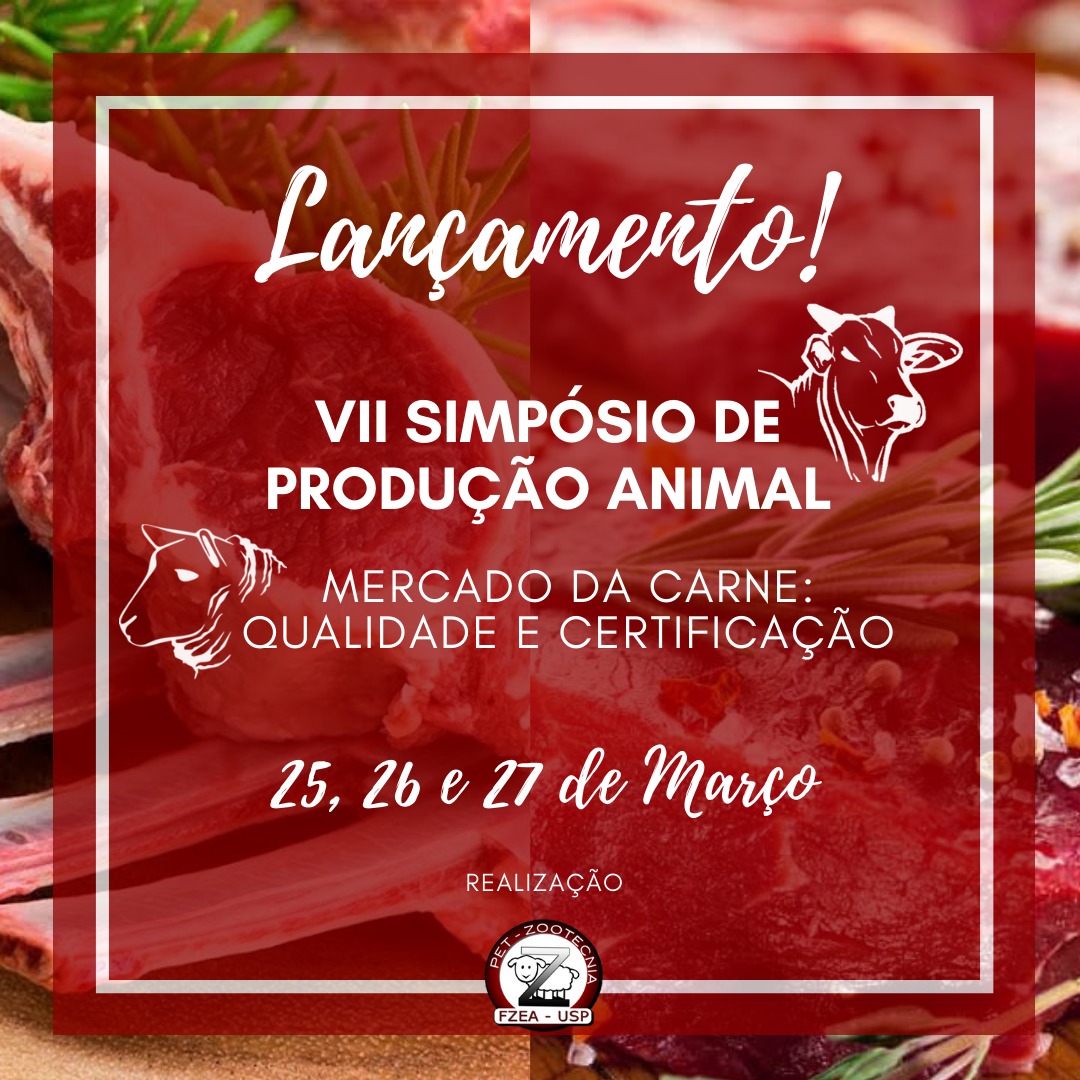 Lançamento!
VII SIMPÓSIO DE
PRODUÇÃO ANIMAL
MERCADO DA CARNE:
QUALIDADE E CERTIFICAÇÃO
25, 26 e 27 de Março
REALIZAÇÃO
PET - ZOOTECNIA
Z
FZEA - USP